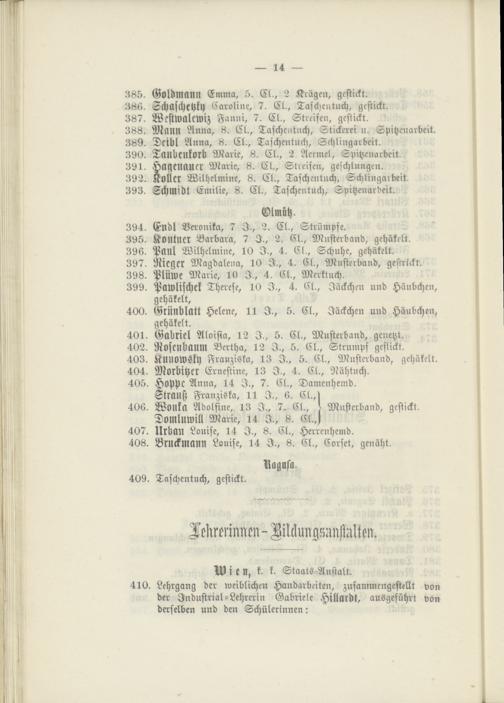 — 14 —
385. Goldmann Emma, 5. Cl., 2 Krägen, gestickt.
386. Schaschetzky Caroline, 7. Cl., Taschentuch, gestickt.
387. Westwalewiz Fanni, 7. Cl., Streifen, gestickt.
388. Mann Anna, 8. Cl., Taschentuch, Stickerei u. Spitzenarbeit.
389. Deibl Anna, 8. Cl., Taschentuch, Schlingarbeit.
390. Taubenkorb Marie, 8. Cl., 2 Aermel, Spitzenarbeit.
391. Hagenauer Marie, 8. Cl., Streifen, geschlungen.
392. Koller Wilhelmine, 8. Cl., Taschentuch, Schlingarbeit.
393. Schmidt Emilie, 8. Cl., Taschentuch, Spitzenarbeit.
Olmütz.
394. Endl Veronika, 7 J., 2. Cl., Strümpfe.
395. Koutner Barbara, 7 J., 2. Cl., Musterband, gehäkelt.
396. Paul Wilhelmine, 10 J., 4. Cl., Schuhe, gehäkelt.
397. Rieger Magdalena, 10 J., 4. Cl., Musterband, gestrickt.
398. Plüwe Marie, 10 J., 4. Cl., Merktuch.
399. Pawlischek Therese, 10 J., 4. Cl., Jäckchen und Häubchen,
gehäkelt,
400. Grünblatt Helene, 11 J., 5. Cl., Jäckchen und Häubchen,
gehäkelt.
401. Gabriel Aloisia, 12 J., 5. Cl., Musterband, genetzt.
402. Rosenbaum Bertha, 12 J., 5. Cl., Strumpf gestickt.
403. Kunowsky Franziska, 13 J., 5. Cl., Musterband, gehäkelt.
404. Morbitzer Ernestine, 13 J., 4. Cl., Nähtuch.
405. Hoppe Anna, 14 J., 7. Cl., Damenhemd.
Strauß Franziska, 11 J., 6. Cl.,
406. Wonka Adolfine, 13 J., 7. Cl., Musterband, gestickt.
Domluwill Marie, 14 J., 8. Cl.,
407. Urban Louise, 14 J., 8. Cl., Herrenhemd.
408. Bruckmann Louise, 14 J., 8. Cl., Corset, genäht.
Ragusa.
409. Taschentuch, gestickt.
Lehrerinnen-Bildungsanstalten.
Wien, k. k. Staats-Anstalt.
410. Lehrgang der weiblichen Handarbeiten, zusammengestellt von
der Industrial-Lehrerin Gabriele Hillardt, ausgeführt von
derselben und den Schülerinnen: